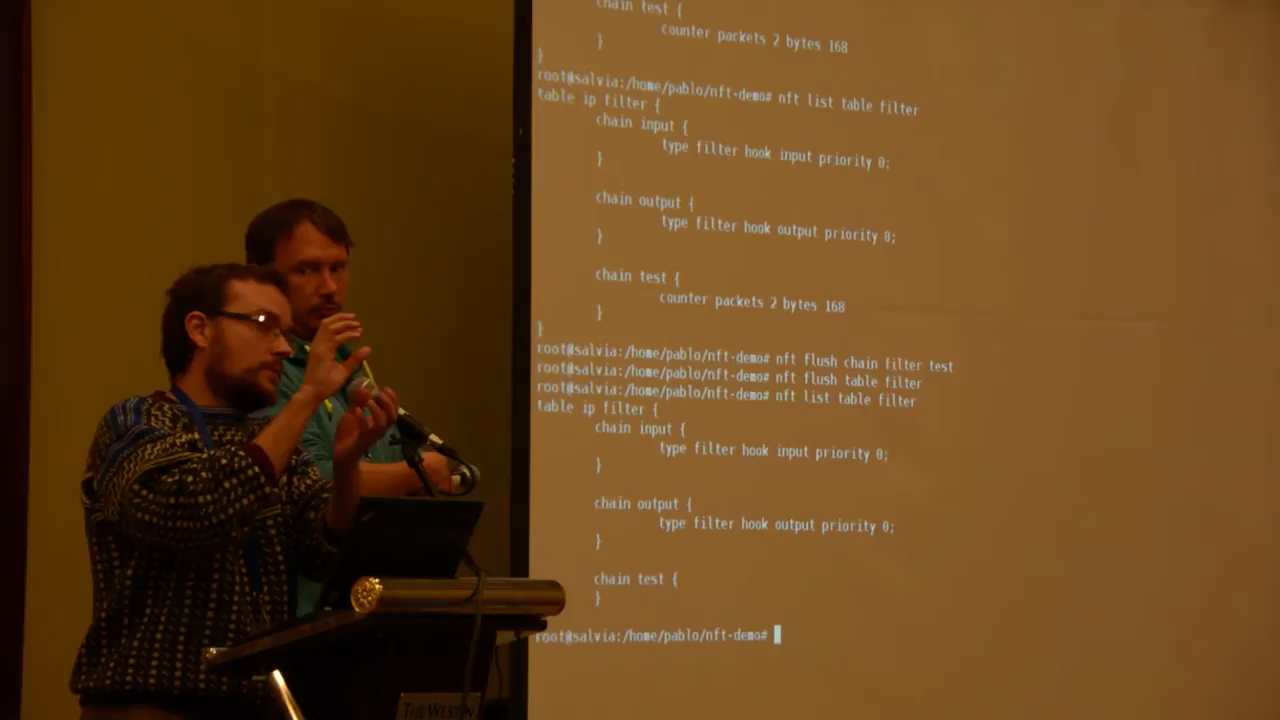 chain test {
counter packets 2 bytes 168
}
}
root@salvia:/home/pablo/nft-demo# nft list table filter
table ip filter {
chain input {
type filter hook input priority 0;
}
chain output {
type filter hook output priority 0;
}
chain test {
counter packets 2 bytes 168
}
}
root@salvia:/home/pablo/nft-demo# nft flush chain filter test
root@salvia:/home/pablo/nft-demo# nft flush table filter
root@salvia:/home/pablo/nft-demo# nft list table filter
table ip filter {
chain input {
type filter hook input priority 0;
}
chain output {
type filter hook output priority 0;
}
chain test {
}
root@salvia:/home/pablo/nft-demo#
THE WESTIN